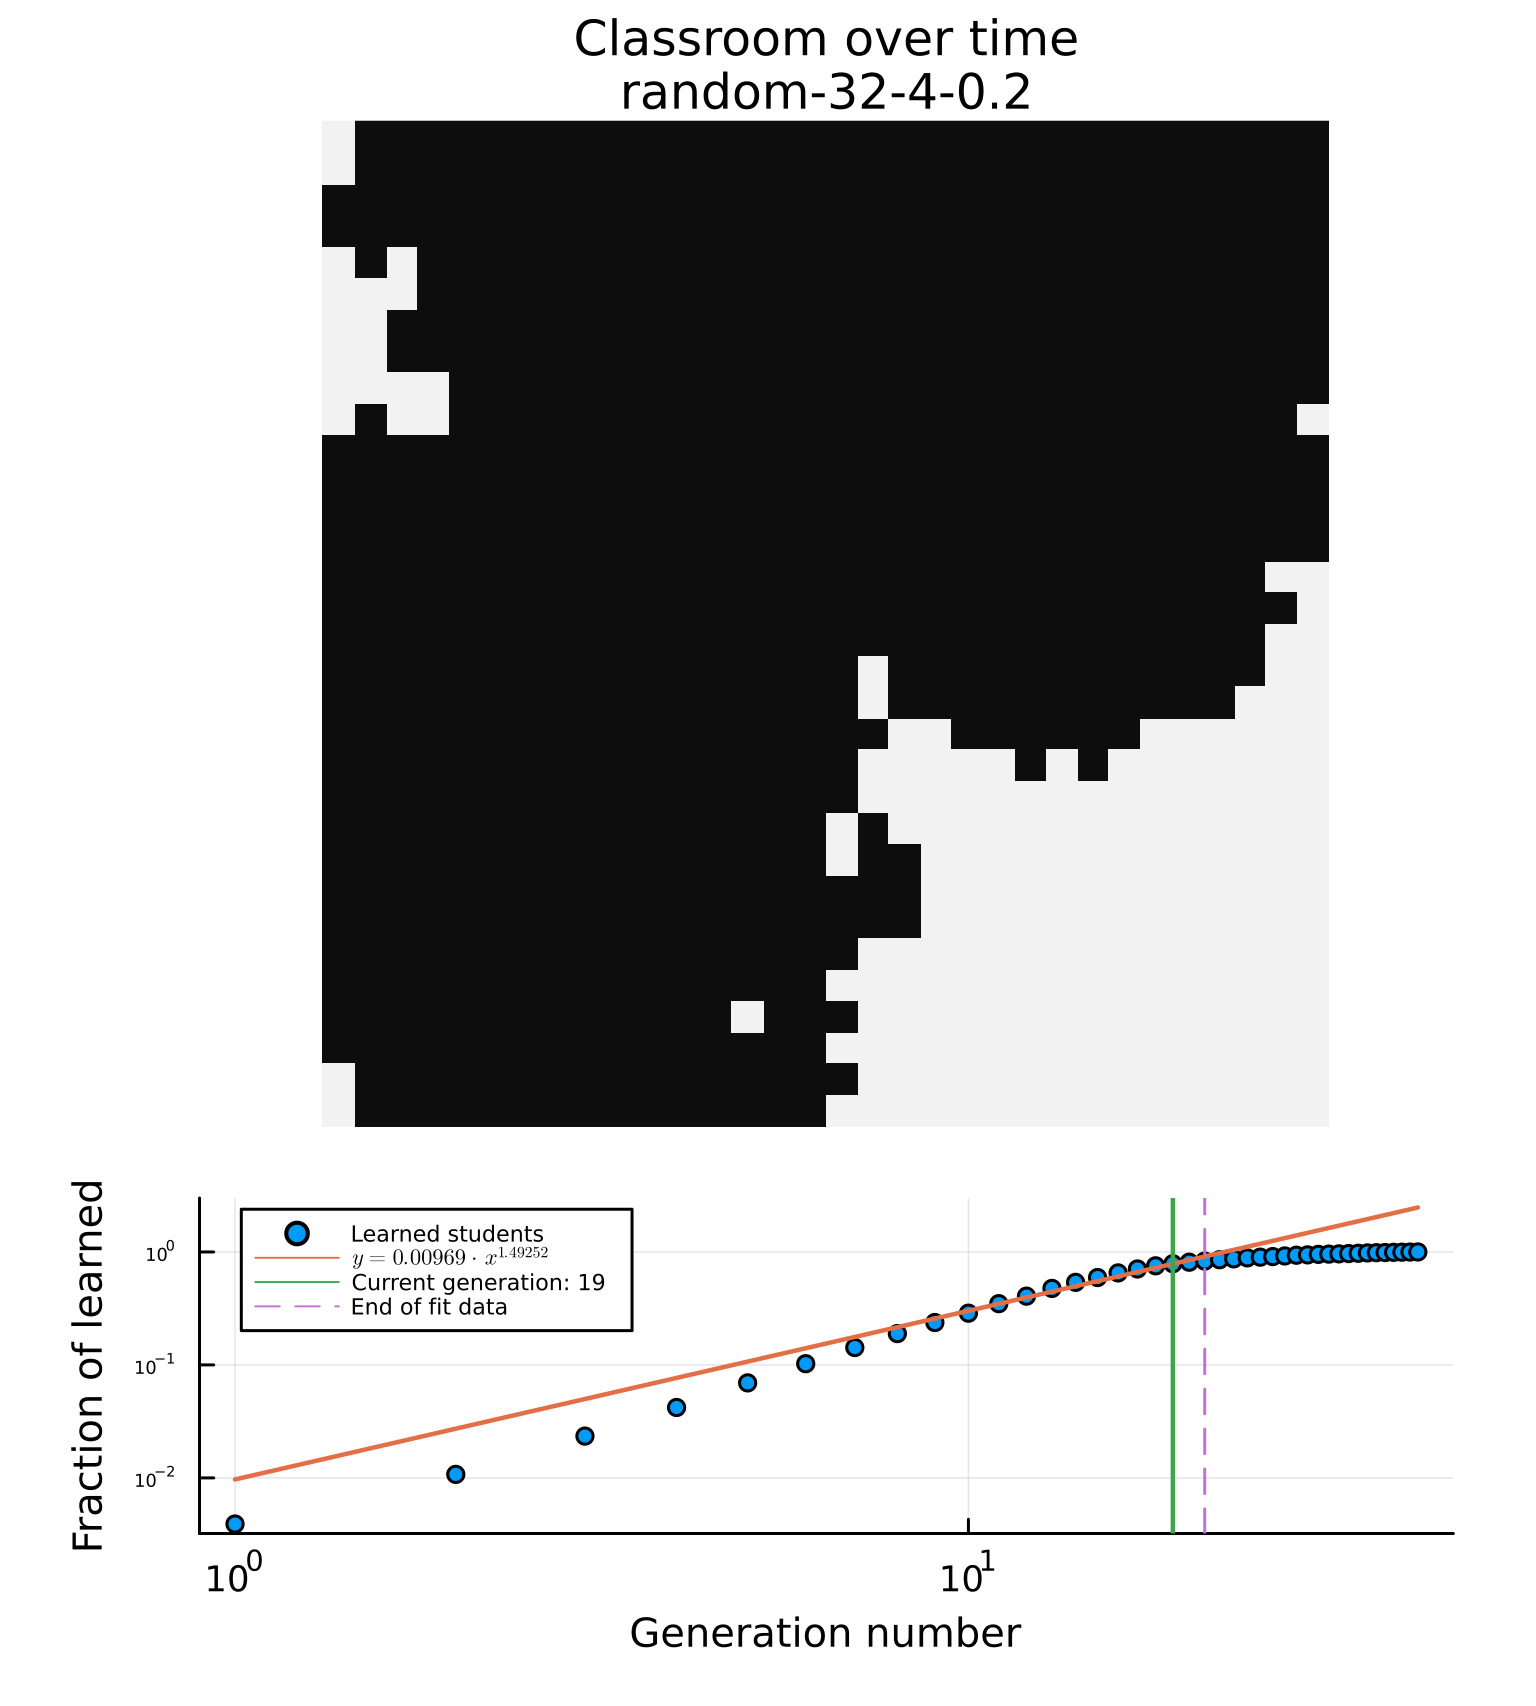 Classroom over time
random-32-4-0.2
Fraction of learned
Learned students
y = 0.00969 · x^1.49252
Current generation: 19
End of fit data
10^0
10^-1
10^-2
10^0
10^1
Generation number